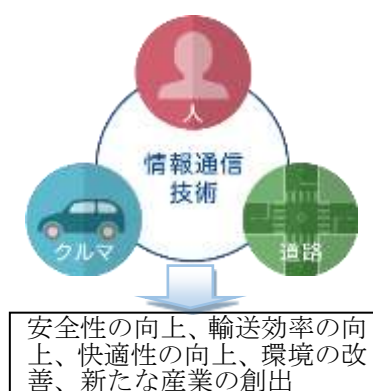 人
情報通信
技術
クルマ
道路
安全性の向上、輸送効率の向
上、快適性の向上、環境の改
善、新たな産業の創出